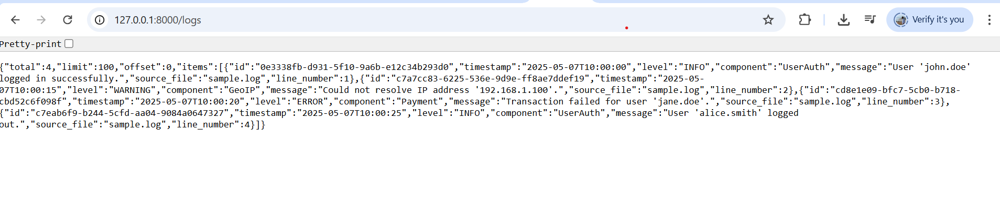 127.0.0.1:8000/logs
Verify it's you
Pretty-print
{"total":4,"limit":100,"offset":0,"items":[{"id":"0e3338fb-d931-5f10-9a6b-e12c34b293d0","timestamp":"2025-05-07T10:00:00","level":"INFO","component":"UserAuth","message":"User 'john.doe'
logged in successfully.","source_file":"sample.log","line_number":1},{"id":"c7a7cc83-6225-536e-9d9e-ff8ae7ddef19","timestamp":"2025-05-
07T10:00:15","level":"WARNING","component":"GeoIP","message":"Could not resolve IP address '192.168.1.100'.","source_file":"sample.log","line_number":2},{"id":"cd8e1e09-bfc7-5cb0-b718-
cbd52c6f098f","timestamp":"2025-05-07T10:00:20","level":"ERROR","component":"Payment","message":"Transaction failed for user 'jane.doe'.","source_file":"sample.log","line_number":3},
{"id":"c7eab6f9-b244-5cfd-aa04-9084a0647327","timestamp":"2025-05-07T10:00:25","level":"INFO","component":"UserAuth","message":"User 'alice.smith' logged
out.","source_file":"sample.log","line_number":4}]}